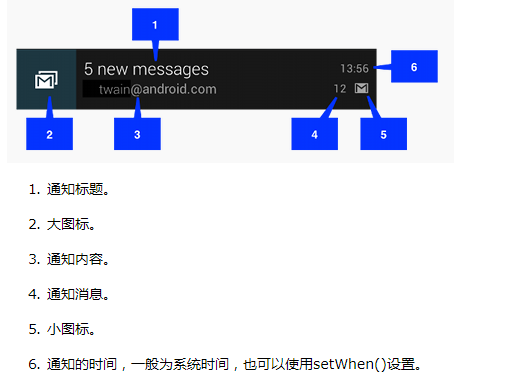 1
5 new messages
13:56
6
twain@android.com
12
2
3
4
5
1. 通知标题。
2. 大图标。
3. 通知内容。
4. 通知消息。
5. 小图标。
6. 通知的时间，一般为系统时间，也可以使用setWhen()设置。